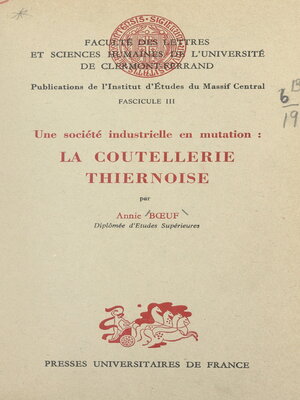 FACULTÉ DES LETTRES
ET SCIENCES HUMAINES DE L'UNIVERSITÉ
DE CLERMONT-FERRAND
Publications de l'Institut d'Études du Massif Central
FASCICULE III
Une société industrielle en mutation :
LA COUTELLERIE
THIERNOISE
par
Annie BŒUF
Diplômée d'Etudes Supérieures
PRESSES UNIVERSITAIRES DE FRANCE